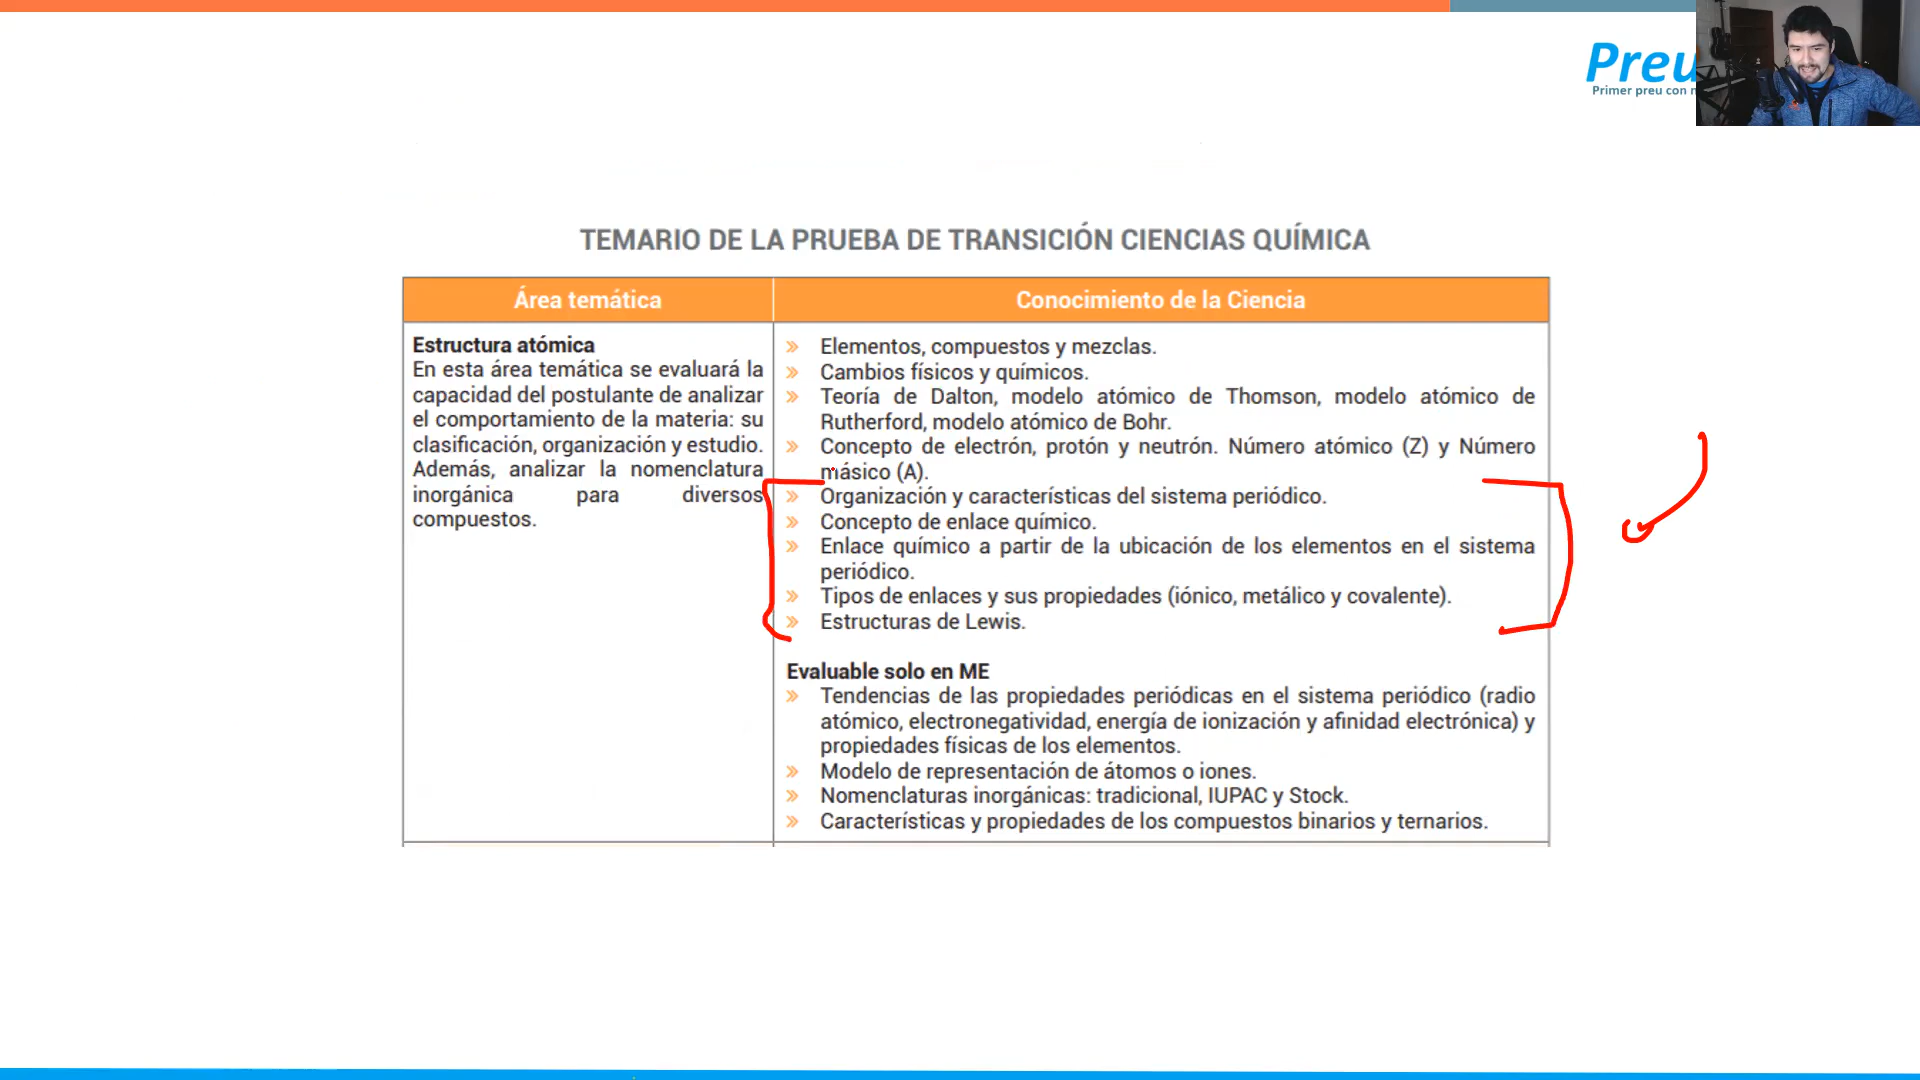 Preu
Primer preu con
TEMARIO DE LA PRUEBA DE TRANSICIÓN CIENCIAS QUÍMICA
Área temática
Conocimiento de la Ciencia
Estructura atómica
En esta área temática se evaluará la
capacidad del postulante de analizar
el comportamiento de la materia: su
clasificación, organización y estudio.
Además, analizar la nomenclatura
inorgánica para diversos
compuestos.
» Elementos, compuestos y mezclas.
» Cambios físicos y químicos.
» Teoría de Dalton, modelo atómico de Thomson, modelo atómico de
Rutherford, modelo atómico de Bohr.
» Concepto de electrón, protón y neutrón. Número atómico (Z) y Número
másico (A).
» Organización y características del sistema periódico.
» Concepto de enlace químico.
» Enlace químico a partir de la ubicación de los elementos en el sistema
periódico.
» Tipos de enlaces y sus propiedades (iónico, metálico y covalente).
» Estructuras de Lewis.
Evaluable solo en ME
» Tendencias de las propiedades periódicas en el sistema periódico (radio
atómico, electronegatividad, energía de ionización y afinidad electrónica) y
propiedades físicas de los elementos.
» Modelo de representación de átomos o iones.
» Nomenclaturas inorgánicas: tradicional, IUPAC y Stock.
» Características y propiedades de los compuestos binarios y ternarios.